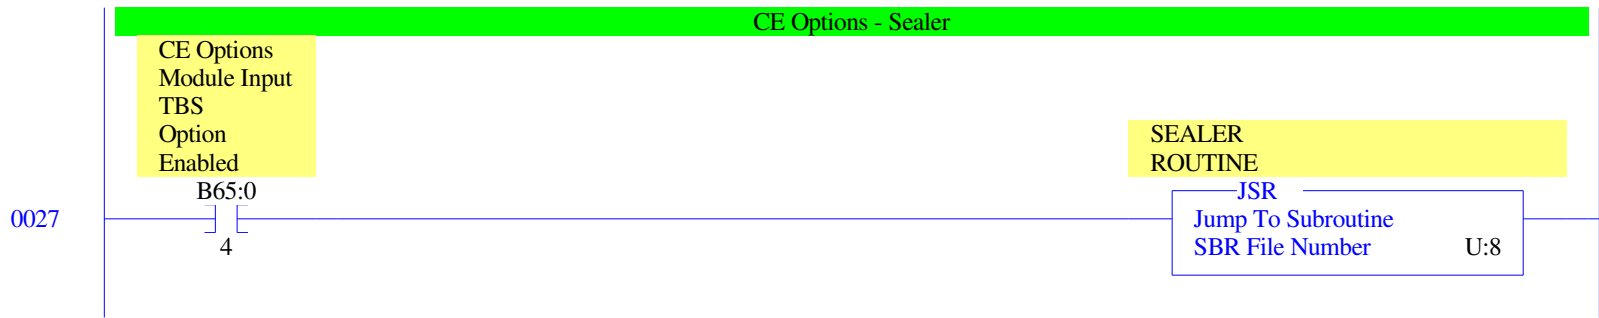 CE Options - Sealer
CE Options
Module Input
TBS
Option
Enabled
B65:0
4
SEALER
ROUTINE
JSR
Jump To Subroutine
SBR File Number U:8
0027